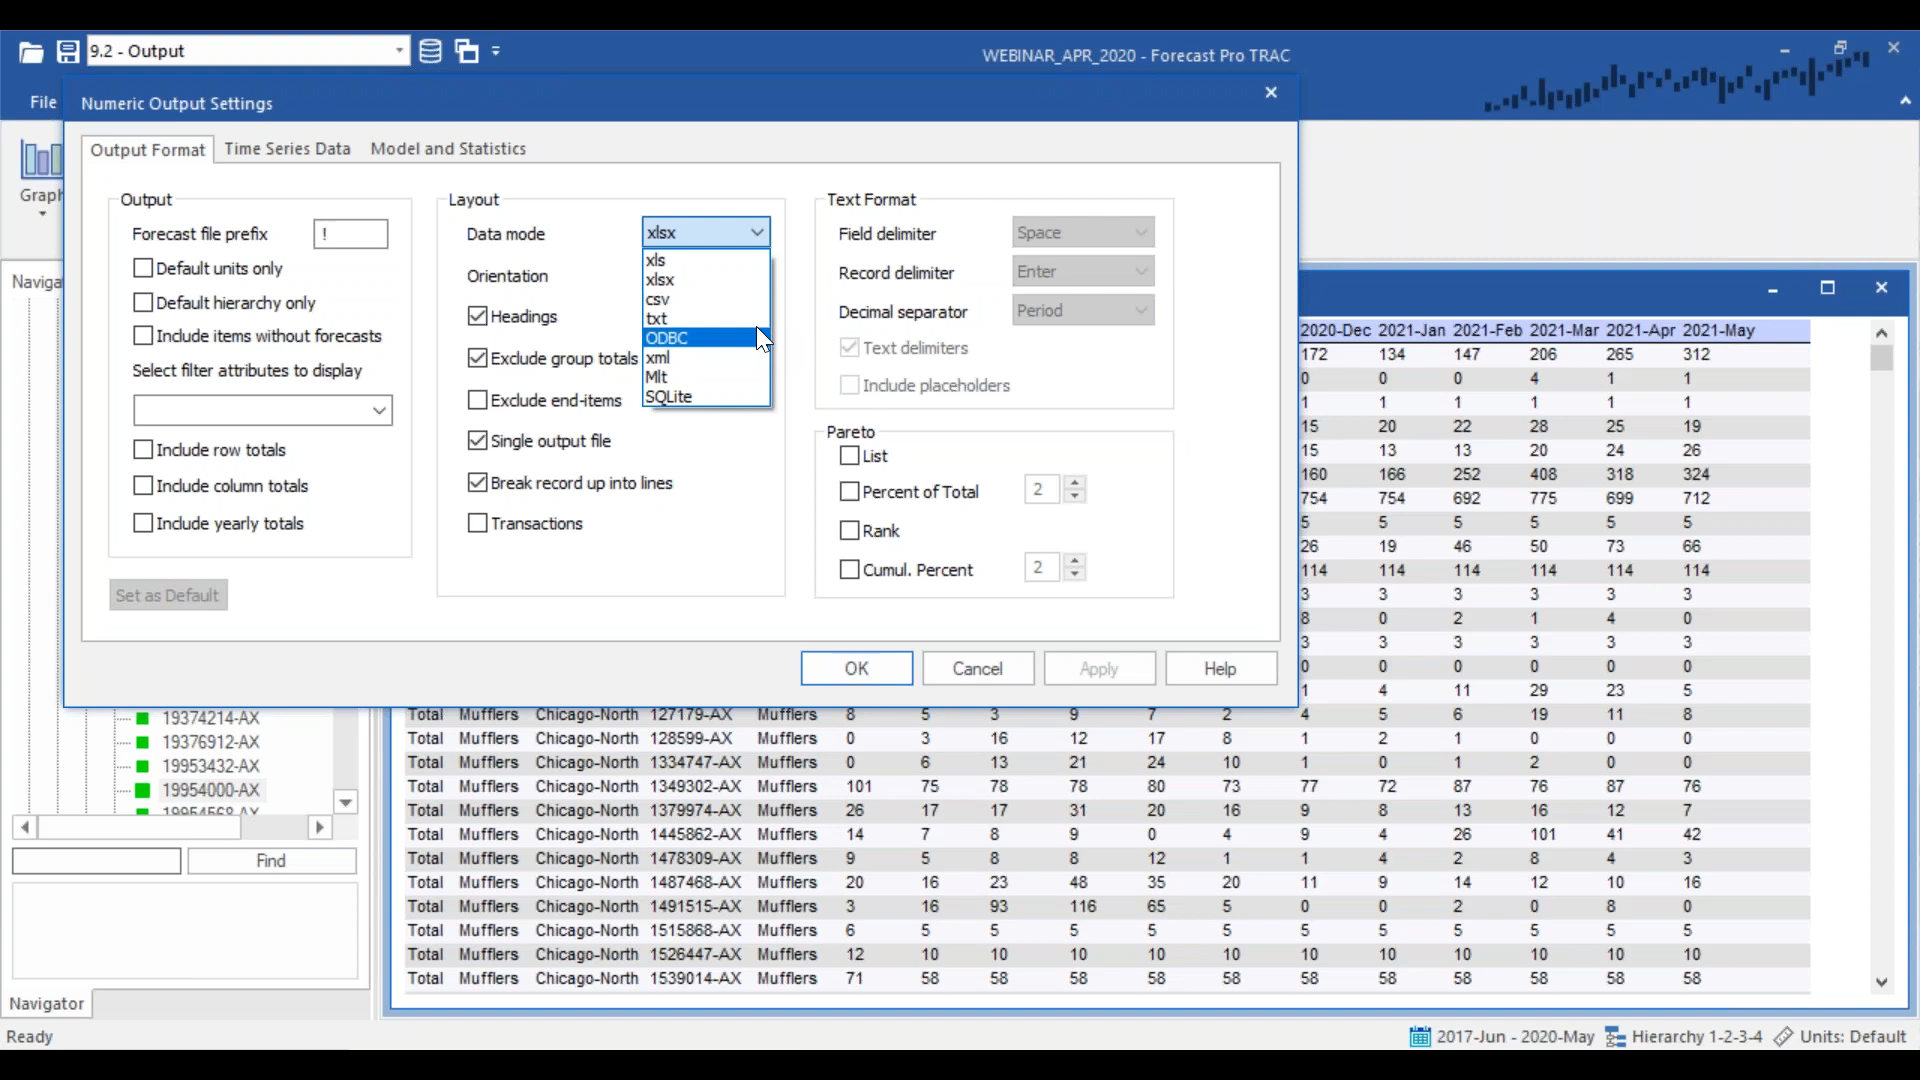 9.2 - Output
WEBINAR_APR_2020 - Forecast Pro TRAC
File
Numeric Output Settings
Output Format Time Series Data Model and Statistics
Graph
Naviga
Output
Forecast file prefix !
Default units only
Default hierarchy only
Include items without forecasts
Select filter attributes to display
Include row totals
Include column totals
Include yearly totals
Set as Default
Layout
Data mode xlsx
xls
xlsx
csv
txt
ODBC
xml
Mlt
SQLite
Orientation
Headings
Exclude group totals
Exclude end-items
Single output file
Break record up into lines
Transactions
Text Format
Field delimiter Space
Record delimiter Enter
Decimal separator Period
Text delimiters
Include placeholders
Pareto
List
Percent of Total 2
Rank
Cumul. Percent 2
OK Cancel Apply Help
2020-Dec 2021-Jan 2021-Feb 2021-Mar 2021-Apr 2021-May
172 134 147 206 265 312
0 0 0 4 1 1
1 1 1 1 1 1
15 20 22 28 25 19
15 13 13 20 24 26
160 166 252 408 318 324
754 754 692 775 699 712
5 5 5 5 5 5
26 19 46 50 73 66
114 114 114 114 114 114
3 3 3 3 3 3
8 0 2 1 4 0
3 3 3 3 3 3
0 0 0 0 0 0
1 4 11 29 23 5
Total Mufflers Chicago-North 127179-AX Mufflers 8 5 3 9 7 2 4 5 6 19 11 8
Total Mufflers Chicago-North 128599-AX Mufflers 0 3 16 12 17 8 1 2 1 0 0 0
Total Mufflers Chicago-North 1334747-AX Mufflers 0 6 13 21 24 10 1 0 1 2 0 0
Total Mufflers Chicago-North 1349302-AX Mufflers 101 75 78 78 80 73 77 72 87 76 87 76
Total Mufflers Chicago-North 1379974-AX Mufflers 26 17 17 31 20 16 9 8 13 16 12 7
Total Mufflers Chicago-North 1445862-AX Mufflers 14 7 8 9 0 4 9 4 26 101 41 42
Total Mufflers Chicago-North 1478309-AX Mufflers 9 5 8 8 12 1 1 4 2 8 4 3
Total Mufflers Chicago-North 1487468-AX Mufflers 20 16 23 48 35 20 11 9 14 12 10 16
Total Mufflers Chicago-North 1491515-AX Mufflers 3 16 93 116 65 5 0 0 2 0 8 0
Total Mufflers Chicago-North 1515868-AX Mufflers 6 5 5 5 5 5 5 5 5 5 5 5
Total Mufflers Chicago-North 1526447-AX Mufflers 12 10 10 10 10 10 10 10 10 10 10 10
Total Mufflers Chicago-North 1539014-AX Mufflers 71 58 58 58 58 58 58 58 58 58 58 58
19374214-AX
19376912-AX
19953432-AX
19954000-AX
19954568-AX
Find
Navigator
Ready
2017-Jun - 2020-May Hierarchy 1-2-3-4 Units: Default